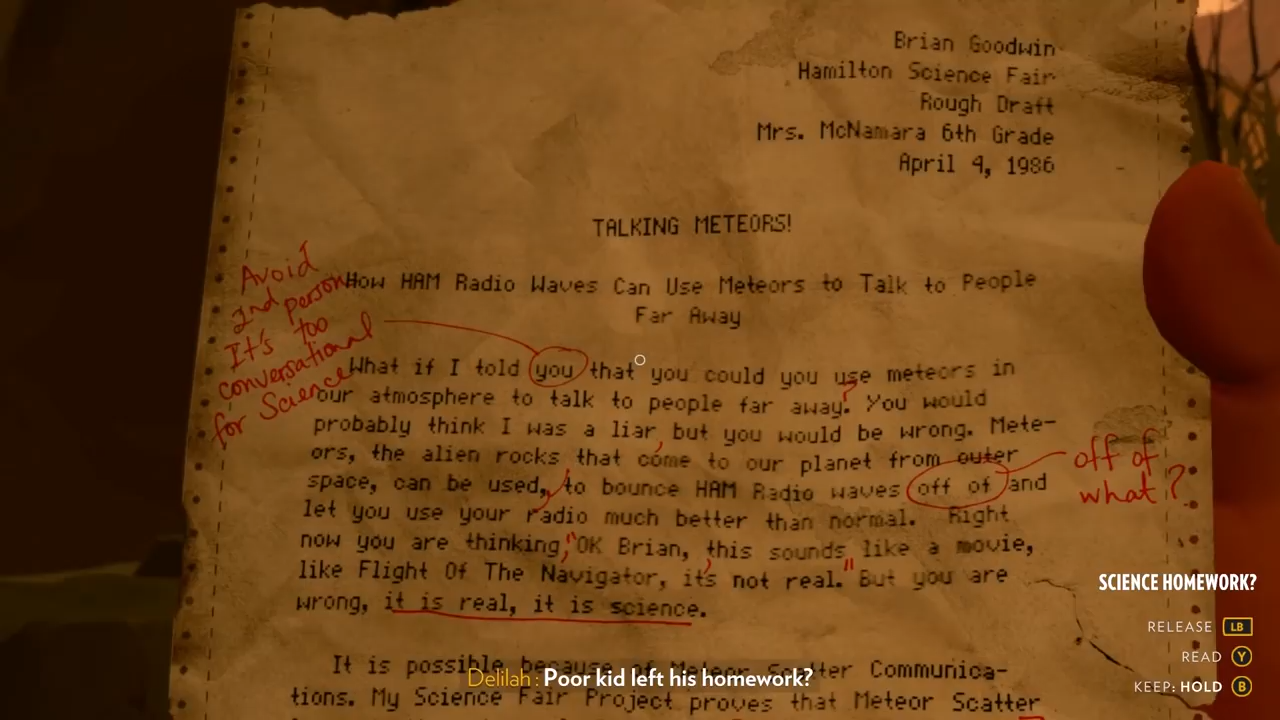 Brian Goodwin
Hamilton Science Fair
Rough Draft
Mrs. McNamara 6th Grade
April 4, 1986
TALKING METEORS!
How HAM Radio Waves Can Use Meteors to Talk to People
Far Away
Avoid
2nd person
It's too
conversational
for Science
What if I told you that you could you use meteors in
our atmosphere to talk to people far away? You would
probably think I was a liar, but you would be wrong. Mete-
ors, the alien rocks that come to our planet from outer
space, can be used, to bounce HAM Radio waves off of and
let you use your radio much better than normal. Right
now you are thinking, "OK Brian, this sounds like a movie,
like Flight Of The Navigator, it's not real." But you are
wrong, it is real, it is science.
off of
what?
It is possible because of Meteor Scatter Communica-
tions. My Science Fair Project proves that Meteor Scatter
Delilah : Poor kid left his homework?
SCIENCE HOMEWORK?
RELEASE LB
READ Y
KEEP: HOLD B